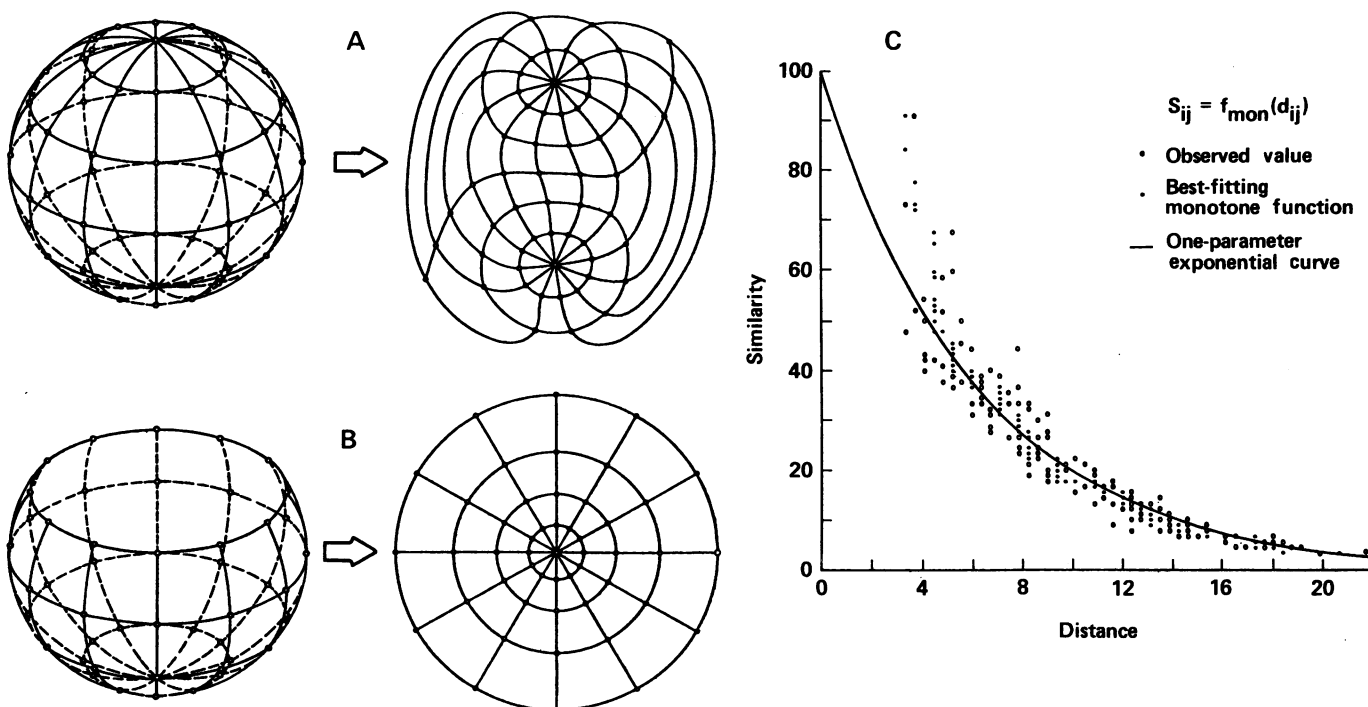 A
B
C
100
80
60
40
20
0
0 4 8 12 16 20
Similarity
Distance
S_ij = f_mon(d_ij)
Observed value
Best-fitting
monotone function
One-parameter
exponential curve